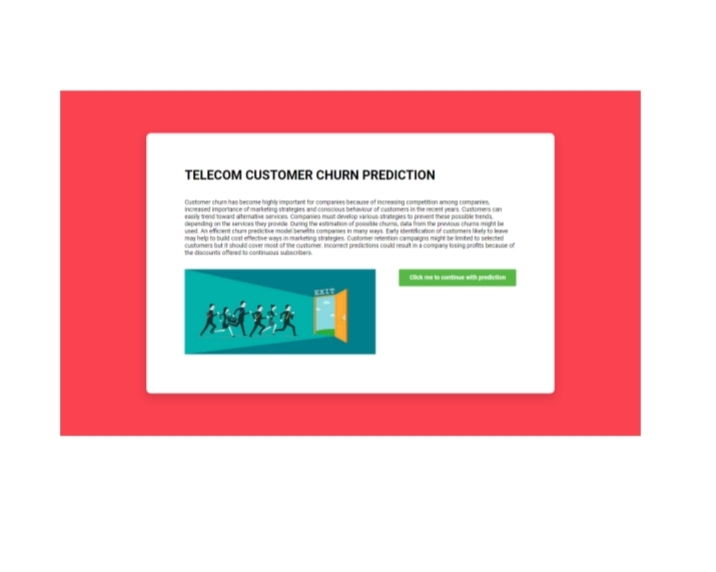 TELECOM CUSTOMER CHURN PREDICTION
Customer churn has become highly important for companies because of increasing competition among companies,
increased importance of marketing strategies and conscious behaviour of customers in the recent years. Customers can
easily trend toward alternative services. Companies must develop various strategies to prevent these possible trends,
depending on the services they provide. During the estimation of possible churns, data from the previous churns might be
used. An efficient churn predictive model benefits companies in many ways. Early identification of customers likely to leave
may help to build cost effective ways in marketing strategies. Customer retention campaigns might be limited to selected
customers but it should cover most of the customer. Incorrect predictions could result in a company losing profits because of
the discounts offered to continuous subscribers.
Click me to continue with prediction
EXIT